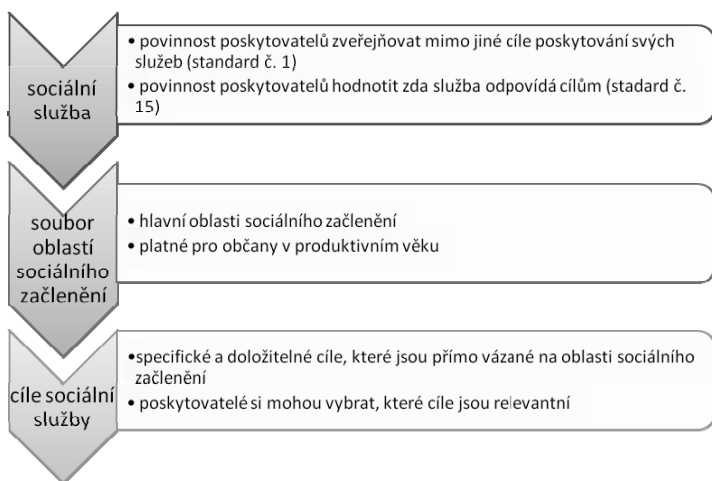 sociální
služba
• povinnost poskytovatelů zveřejňovat mimo jiné cíle poskytování svých
služeb (standard č. 1)
• povinnost poskytovatelů hodnotit zda služba odpovídá cílům (stadard č.
15)
soubor
oblastí
sociálního
začlenění
• hlavní oblasti sociálního začlenění
• platné pro občany v produktivním věku
cíle sociální
služby
•specifické a doložitelné cíle, které jsou přímo vázané na oblasti sociálního
začlenění
• poskytovatelé si mohou vybrat, které cíle jsou relevantní